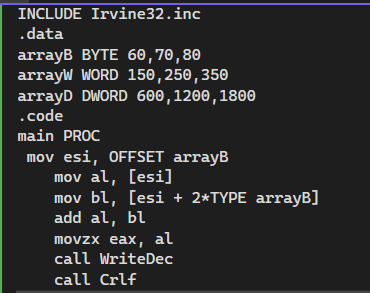 INCLUDE Irvine32.inc
.data
arrayB BYTE 60,70,80
arrayW WORD 150,250,350
arrayD DWORD 600,1200,1800
.code
main PROC
mov esi, OFFSET arrayB
mov al, [esi]
mov bl, [esi + 2*TYPE arrayB]
add al, bl
movzx eax, al
call WriteDec
call Crlf